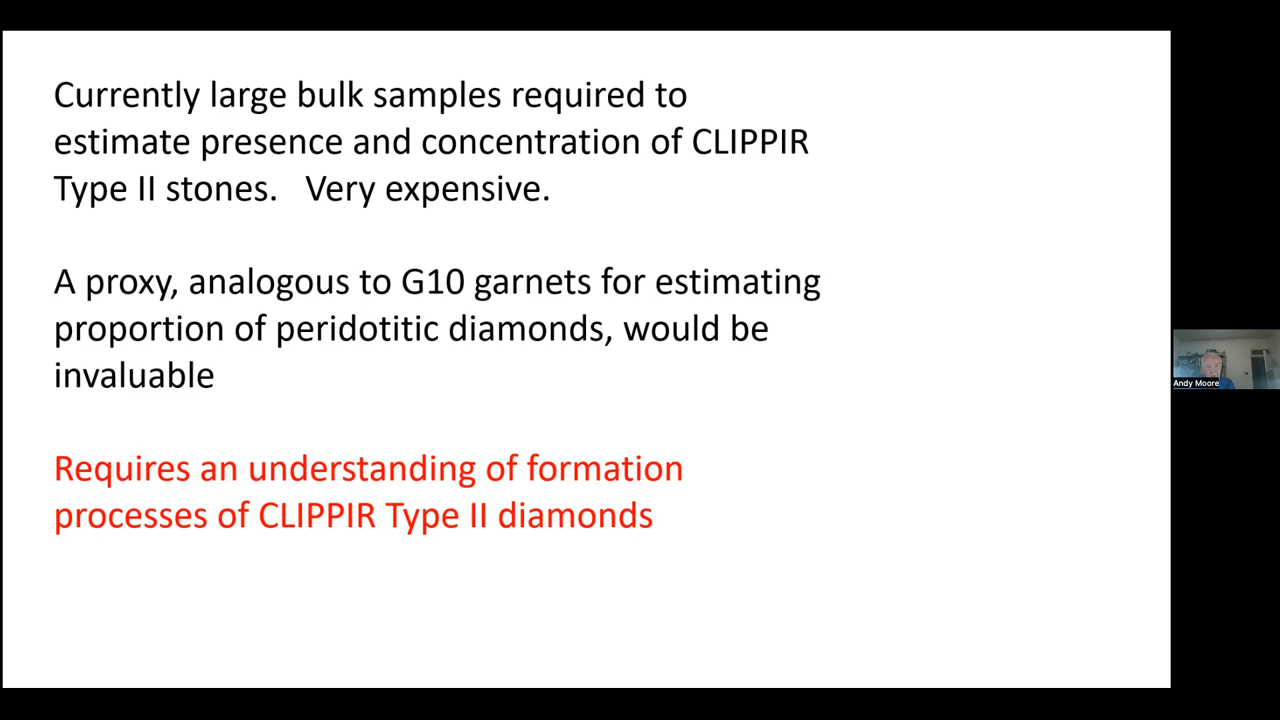 Currently large bulk samples required to
estimate presence and concentration of CLIPPIR
Type II stones.   Very expensive.
A proxy, analogous to G10 garnets for estimating
proportion of peridotitic diamonds, would be
invaluable
Andy Moore
Requires an understanding of formation
processes of CLIPPIR Type II diamonds